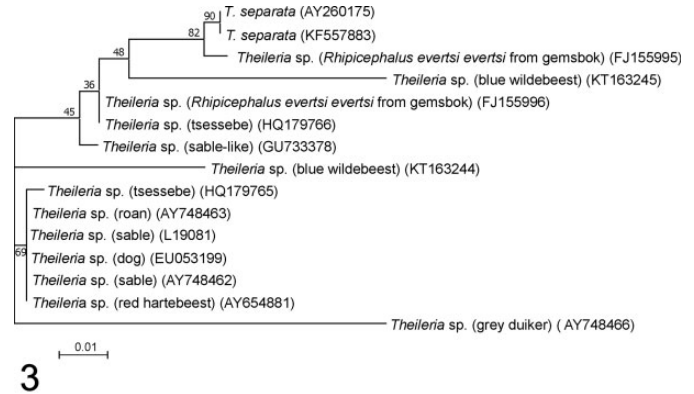 90
T. separata (AY260175)
82
T. separata (KF557883)
48
Theileria sp. (Rhipicephalus evertsi evertsi from gemsbok) (FJ155995)
Theileria sp. (blue wildebeest) (KT163245)
36
Theileria sp. (Rhipicephalus evertsi evertsi from gemsbok) (FJ155996)
45
Theileria sp. (tsessebe) (HQ179766)
Theileria sp. (sable-like) (GU733378)
Theileria sp. (blue wildebeest) (KT163244)
Theileria sp. (tsessebe) (HQ179765)
Theileria sp. (roan) (AY748463)
Theileria sp. (sable) (L19081)
69
Theileria sp. (dog) (EU053199)
Theileria sp. (sable) (AY748462)
Theileria sp. (red hartebeest) (AY654881)
Theileria sp. (grey duiker) ( AY748466)
0.01
3